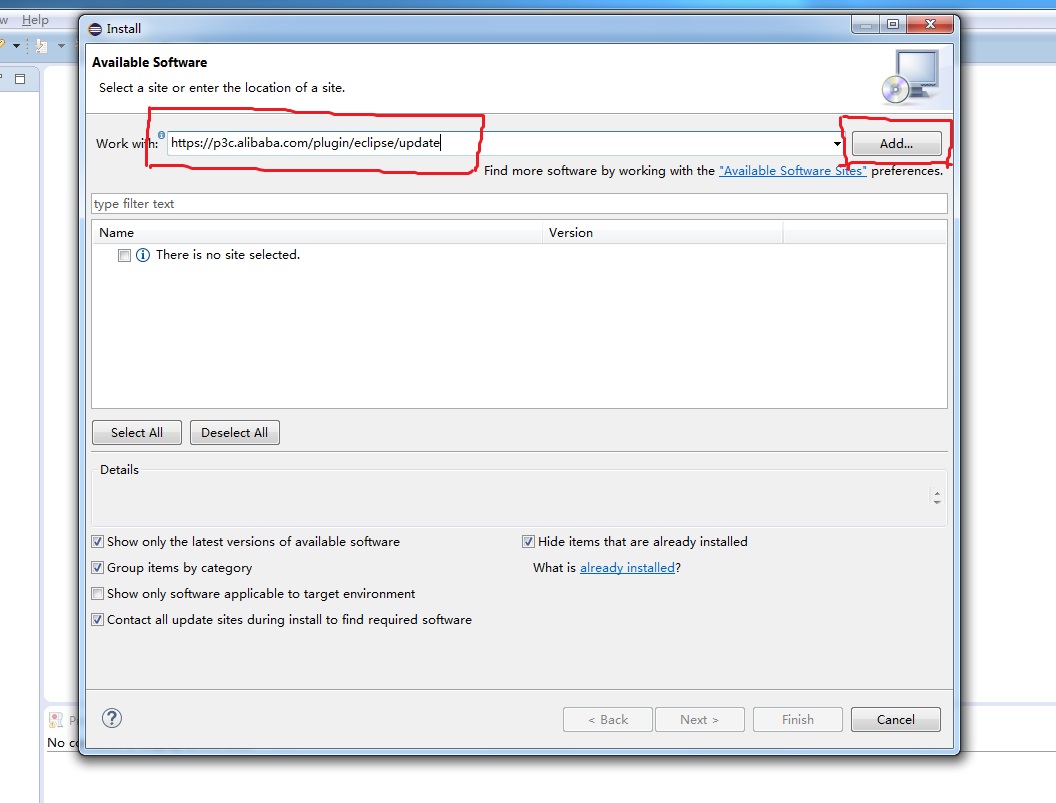 Help
Install
Available Software
Select a site or enter the location of a site.
Work with: https://p3c.alibaba.com/plugin/eclipse/update
Add...
Find more software by working with the "Available Software Sites" preferences.
type filter text
Name Version
There is no site selected.
Select All Deselect All
Details
Show only the latest versions of available software
Hide items that are already installed
Group items by category
What is already installed?
Show only software applicable to target environment
Contact all update sites during install to find required software
< Back Next > Finish Cancel
No